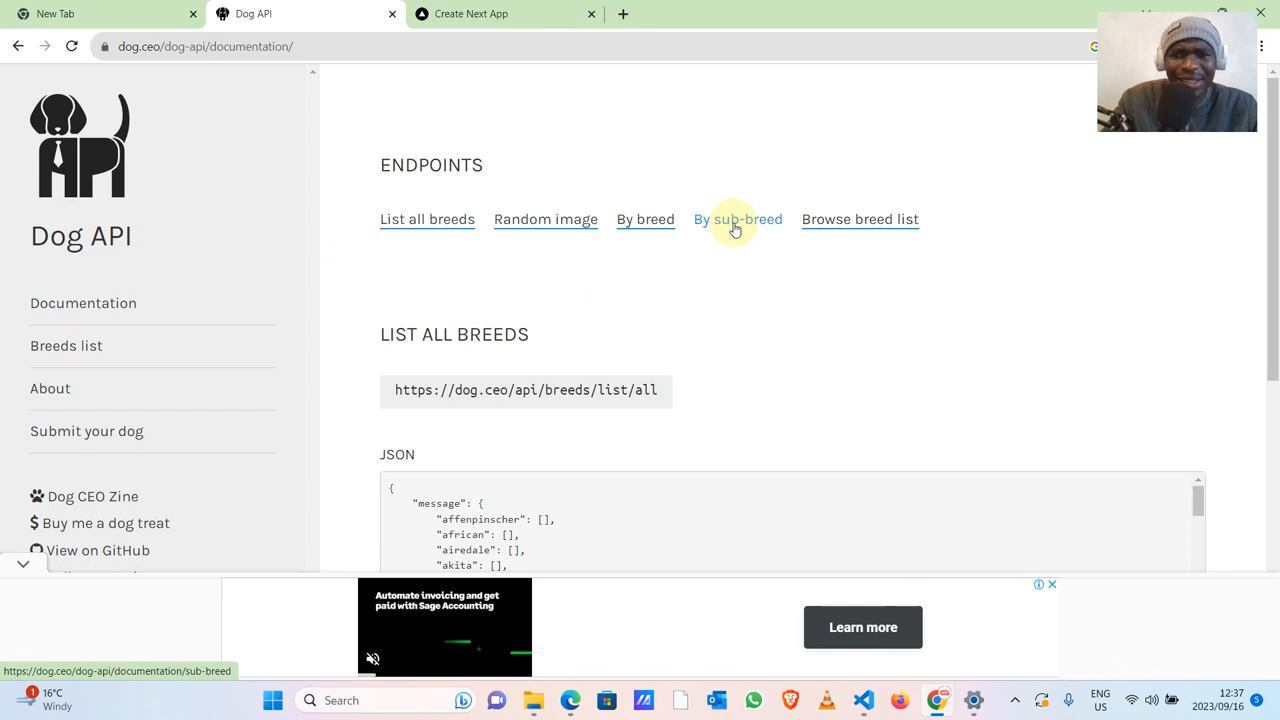 New Tab
Dog API
Create Next App
dog.ceo/dog-api/documentation/
API
Dog API
Documentation
Breeds list
About
Submit your dog
Dog CEO Zine
Buy me a dog treat
View on GitHub
ENDPOINTS
List all breeds
Random image
By breed
By sub-breed
Browse breed list
LIST ALL BREEDS
https://dog.ceo/api/breeds/list/all
JSON
{
"message": {
"affenpinscher": [],
"african": [],
"airedale": [],
"akita": [],
Automate invoicing and get
paid with Sage Accounting
Learn more
https://dog.ceo/dog-api/documentation/sub-breed
1
16°C
Windy
Search
ENG
US
12:37
2023/09/16
5